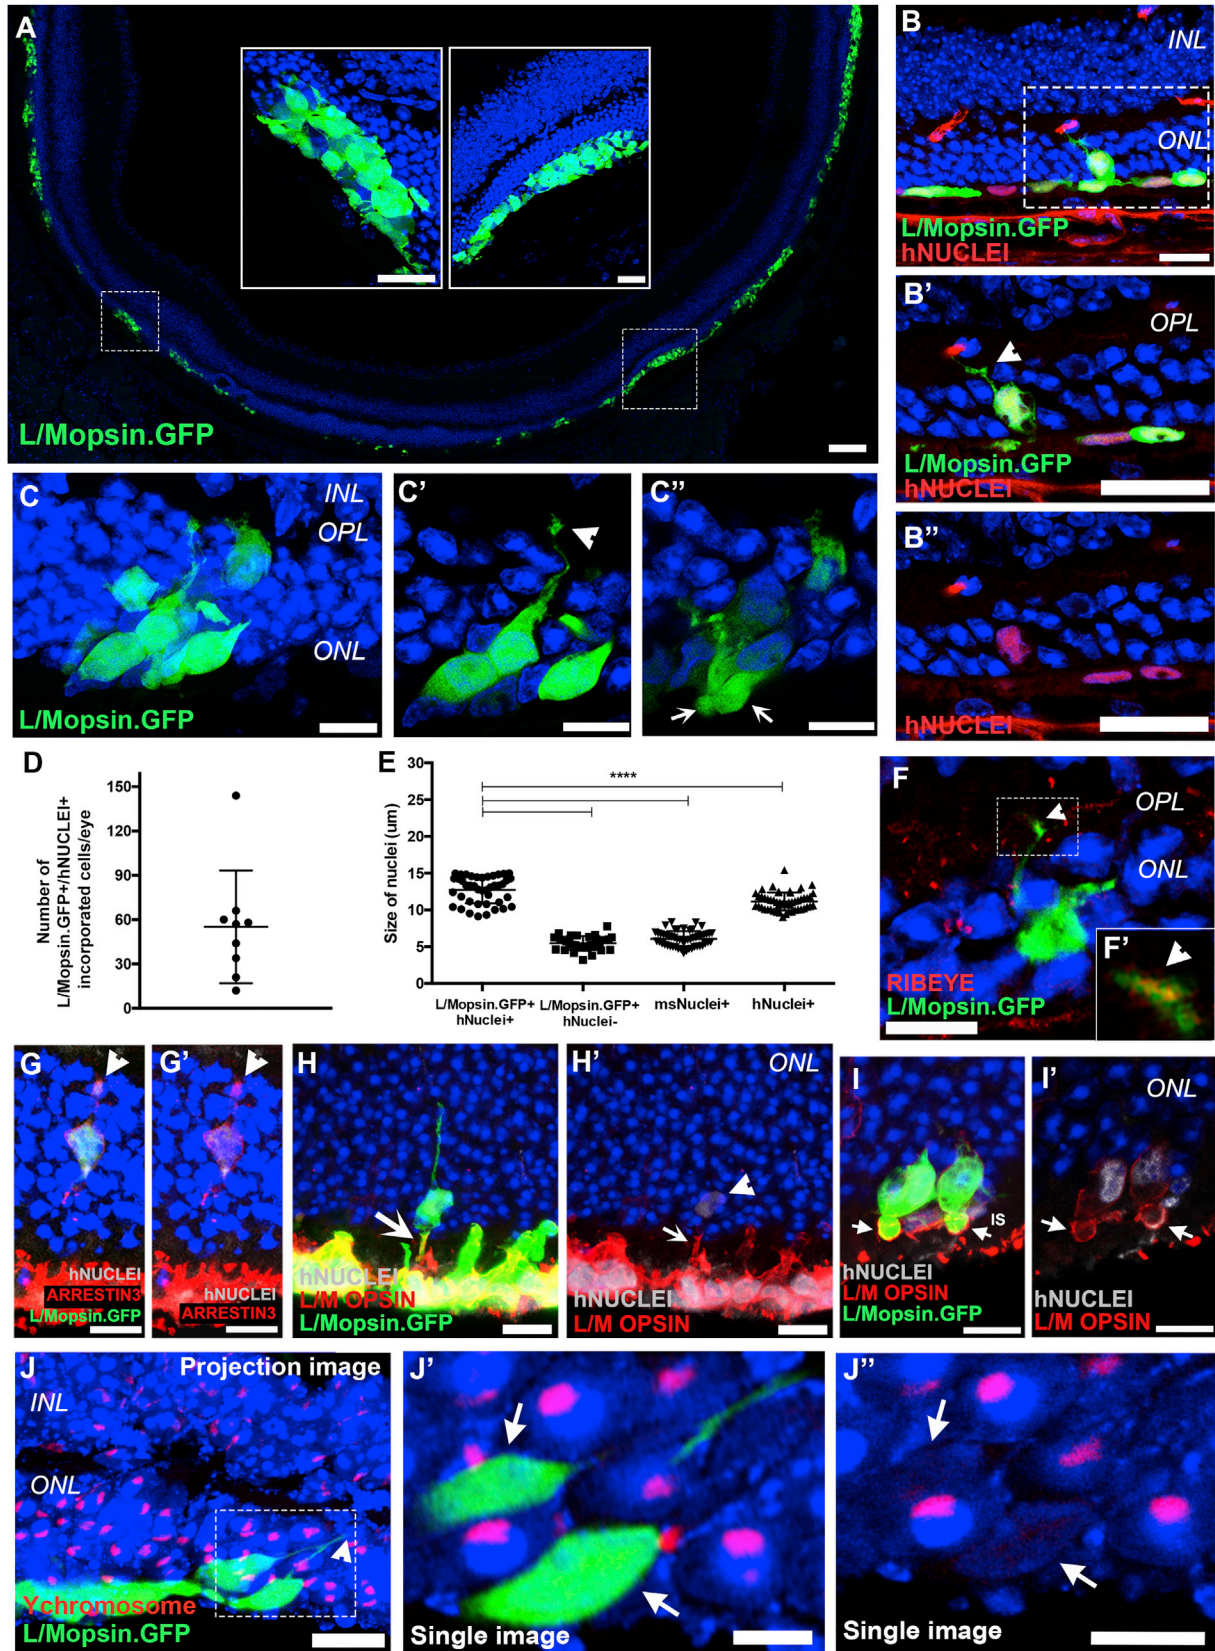 A
L/Mopsin.GFP
B
INL
ONL
L/Mopsin.GFP
hNUCLEI
B'
OPL
L/Mopsin.GFP
hNUCLEI
B''
hNUCLEI
C
INL
OPL
ONL
L/Mopsin.GFP
C'
C''
D
Number of
L/Mopsin.GFP+/hNUCLEI+
incorporated cells/eye
150
120
90
60
30
0
E
Size of nuclei (um)
30
25
20
15
10
5
0
****
L/Mopsin.GFP+
hNuclei+
L/Mopsin.GFP+
hNuclei-
msNuclei+
hNuclei+
F
OPL
ONL
RIBEYE
L/Mopsin.GFP
F'
G
hNUCLEI
ARRESTIN3
L/Mopsin.GFP
G'
hNUCLEI
ARRESTIN3
H
hNUCLEI
L/M OPSIN
L/Mopsin.GFP
H'
ONL
hNUCLEI
L/M OPSIN
I
IS
hNUCLEI
L/M OPSIN
L/Mopsin.GFP
I'
ONL
hNUCLEI
L/M OPSIN
J
Projection image
INL
ONL
Ychromosome
L/Mopsin.GFP
J'
Single image
J''
Single image